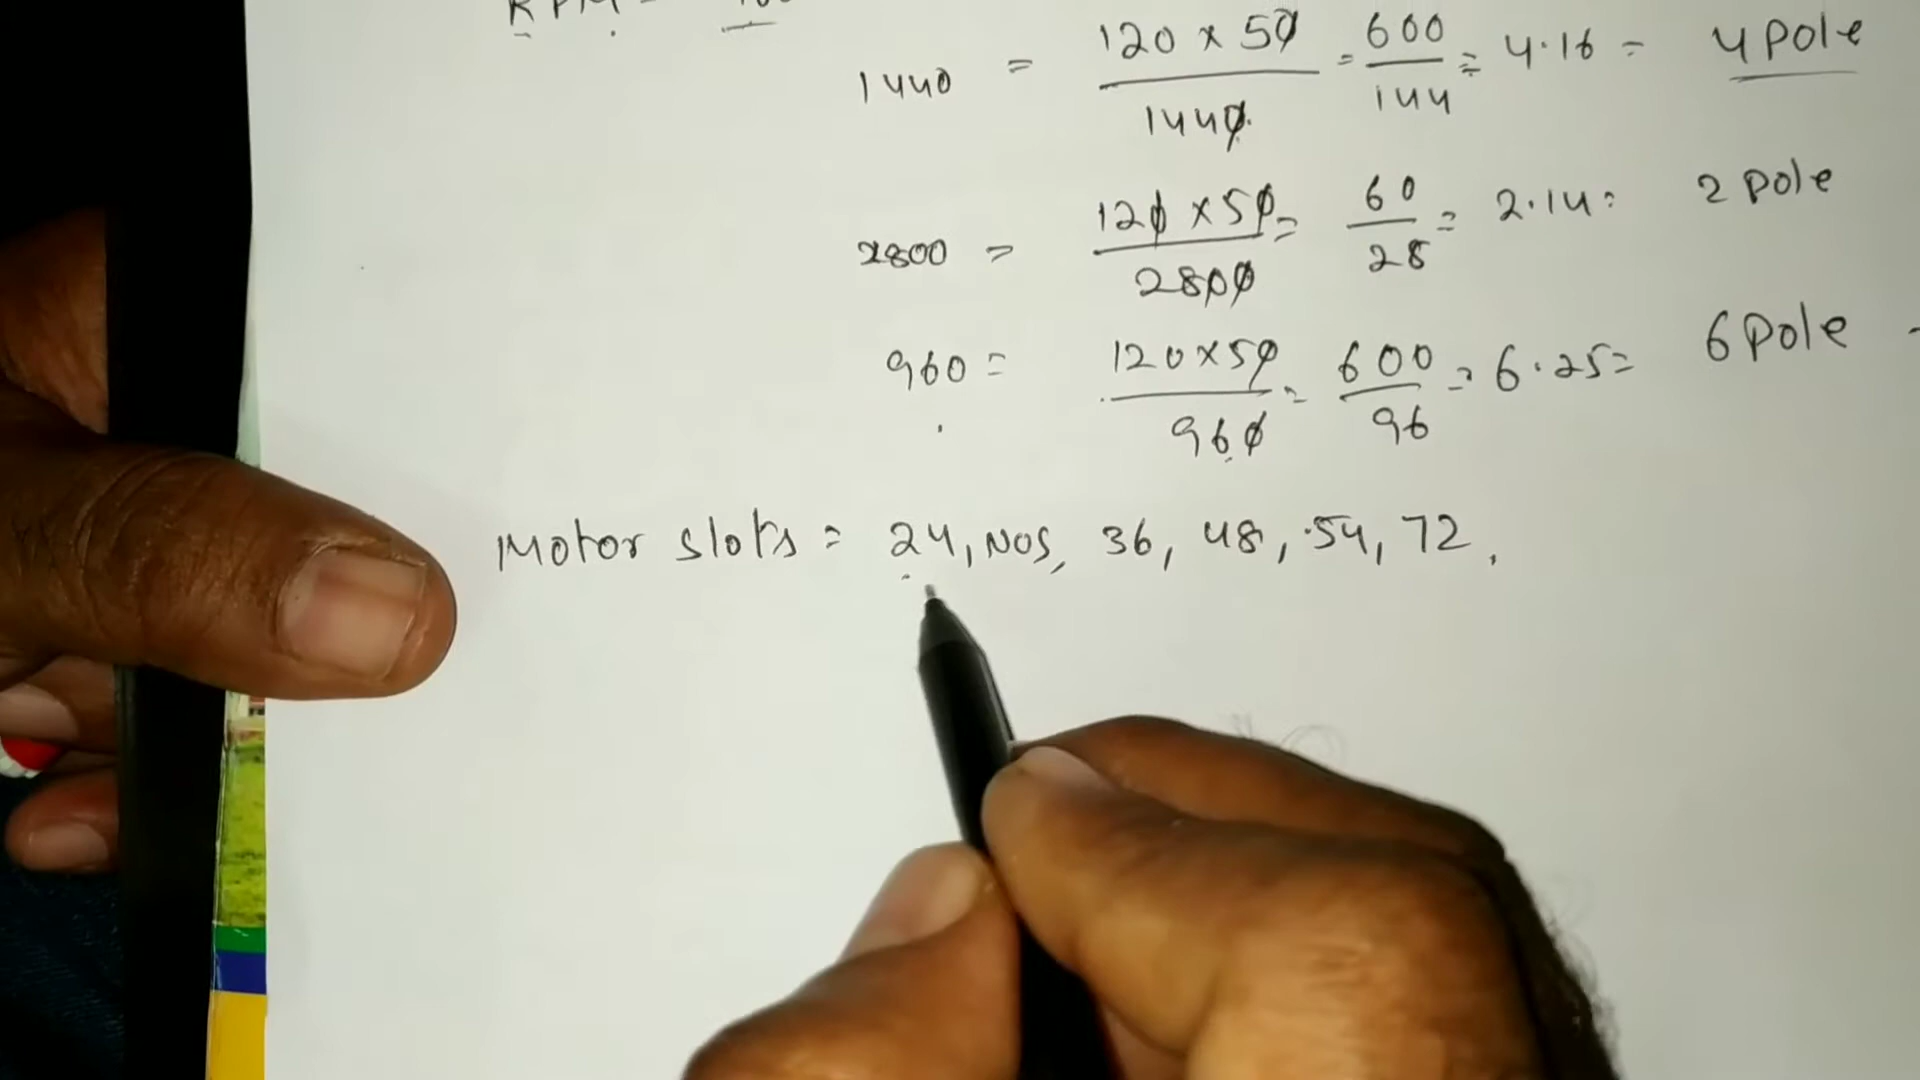 RPM =
1440 = 120 x 50 / 1440 = 600 / 144 = 4.16 = 4 Pole
2800 = 120 x 50 / 2800 = 60 / 28 = 2.14 = 2 Pole
960 = 120 x 50 / 960 = 600 / 96 = 6.25 = 6 Pole
Motor slots = 24, Nos, 36, 48, 54, 72,